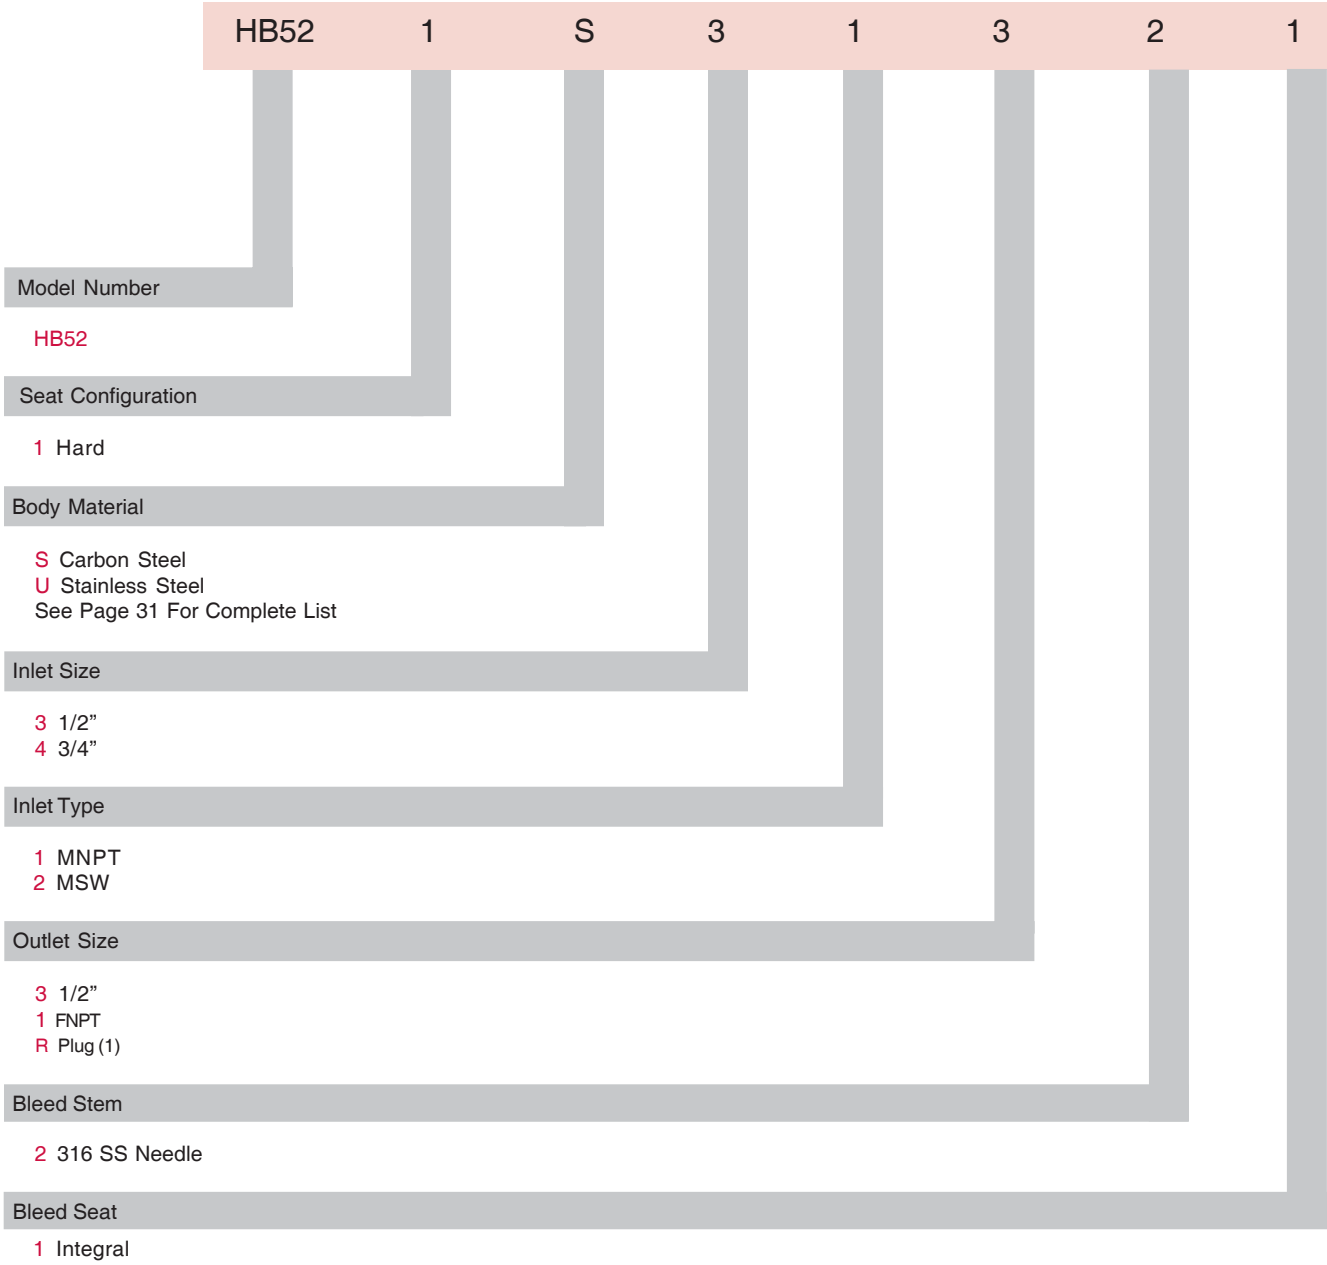 HB52 1 S 3 1 3 2 1
Model Number
HB52
Seat Configuration
1 Hard
Body Material
S Carbon Steel
U Stainless Steel
See Page 31 For Complete List
Inlet Size
3 1/2”
4 3/4”
Inlet Type
1 MNPT
2 MSW
Outlet Size
3 1/2”
1 FNPT
R Plug (1)
Bleed Stem
2 316 SS Needle
Bleed Seat
1 Integral